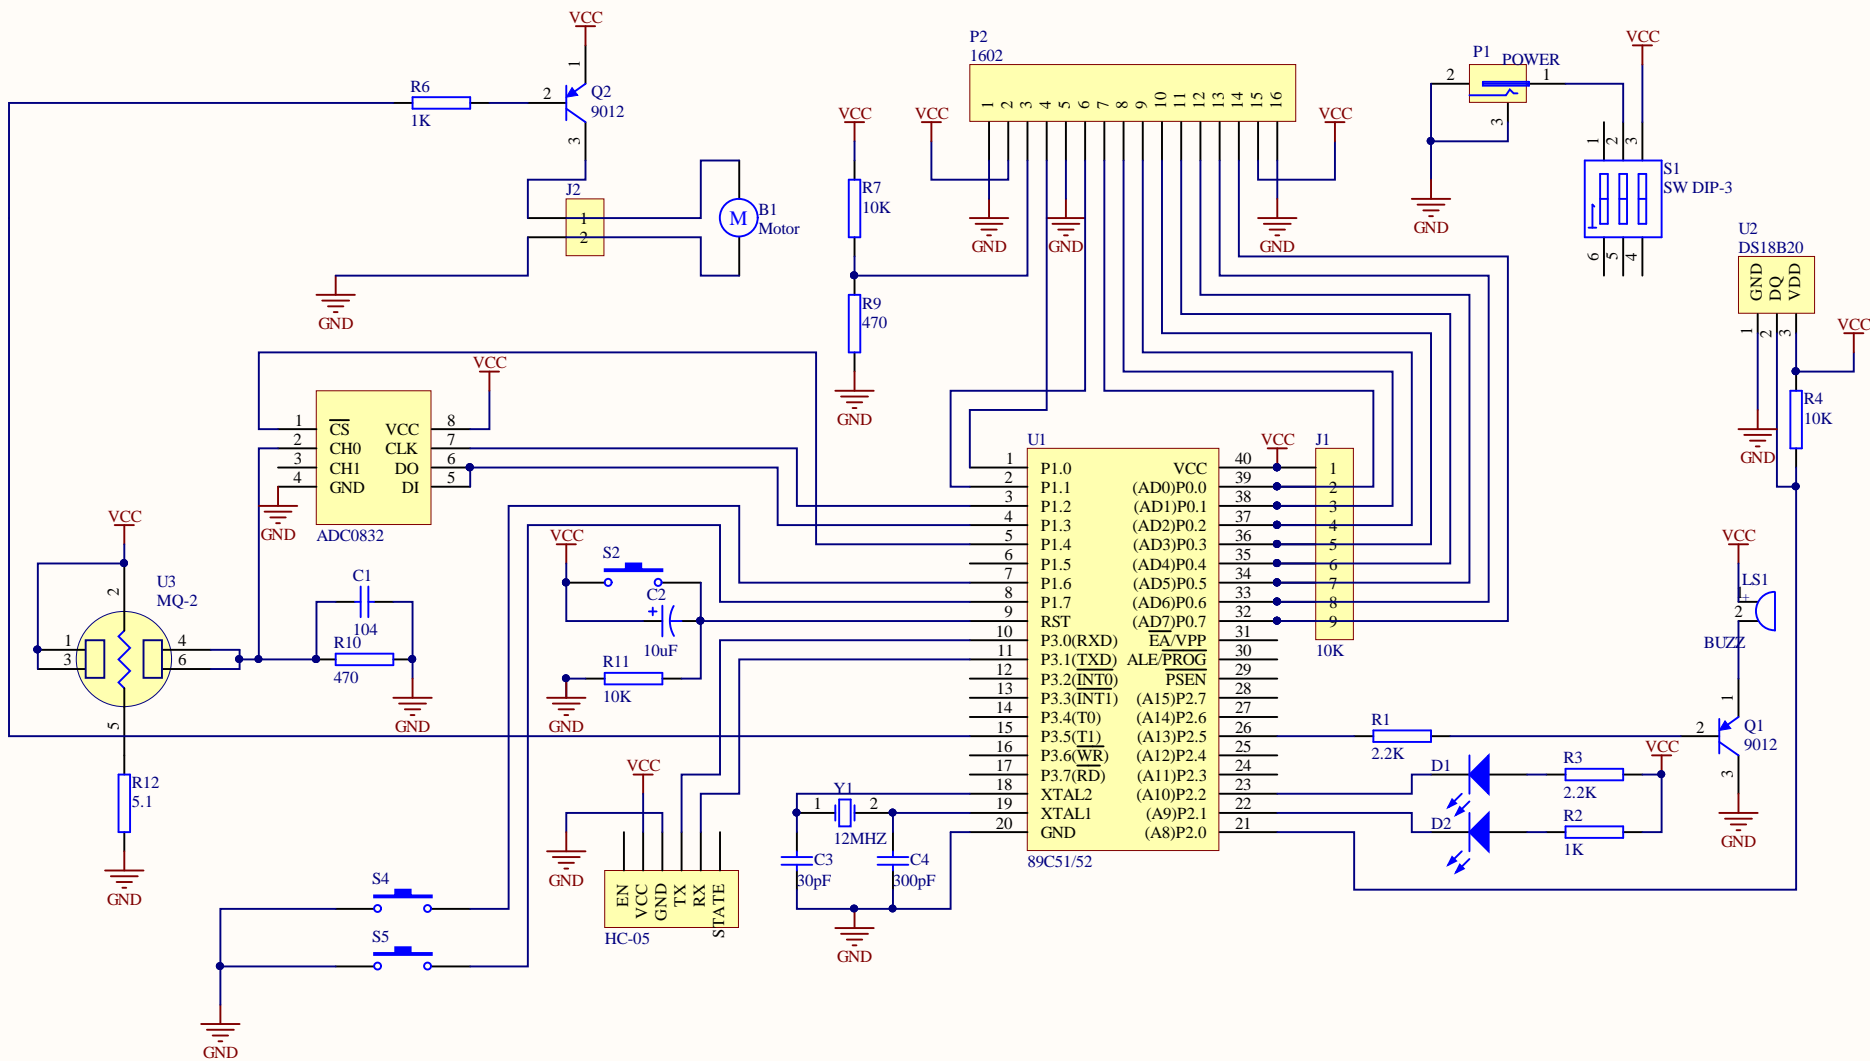 VCC
R6
1K
1
2
Q2
9012
3
J2
1
2
M
B1
Motor
GND
P2
1602
1 2 3 4 5 6 7 8 9 10 11 12 13 14 15 16
VCC
VCC
VCC
R7
10K
R9
470
GND
GND
GND
GND
P1
POWER
2
1
3
GND
VCC
1 2 3
S1
SW DIP-3
1
6 5 4
U2
DS18B20
GND DQ VDD
1 2 3
VCC
R4
10K
GND
VCC
1 CS VCC 8
2 CH0 CLK 7
3 CH1 DO 6
4 GND DI 5
GND
ADC0832
VCC
U3
MQ-2
2
1
3
4
6
5
C1
104
R10
470
GND
R12
5.1
GND
VCC
S2
C2
+
10uF
R11
10K
GND
U1
1 P1.0 VCC 40
2 P1.1 (AD0)P0.0 39
3 P1.2 (AD1)P0.1 38
4 P1.3 (AD2)P0.2 37
5 P1.4 (AD3)P0.3 36
6 P1.5 (AD4)P0.4 35
7 P1.6 (AD5)P0.5 34
8 P1.7 (AD6)P0.6 33
9 RST (AD7)P0.7 32
10 P3.0(RXD) EA/VPP 31
11 P3.1(TXD) ALE/PROG 30
12 P3.2(INT0) PSEN 29
13 P3.3(INT1) (A15)P2.7 28
14 P3.4(T0) (A14)P2.6 27
15 P3.5(T1) (A13)P2.5 26
16 P3.6(WR) (A12)P2.4 25
17 P3.7(RD) (A11)P2.3 24
18 XTAL2 (A10)P2.2 23
19 XTAL1 (A9)P2.1 22
20 GND (A8)P2.0 21
89C51/52
VCC
J1
1
2
3
4
5
6
7
8
9
10K
VCC
LS1
1
+
2
BUZZ
R1
2.2K
1
2
Q1
9012
3
GND
D1
R3
2.2K
VCC
D2
R2
1K
VCC
GND
EN VCC GND TX RX STATE
HC-05
Y1
1
2
12MHZ
C3
30pF
C4
300pF
GND
S4
S5
GND